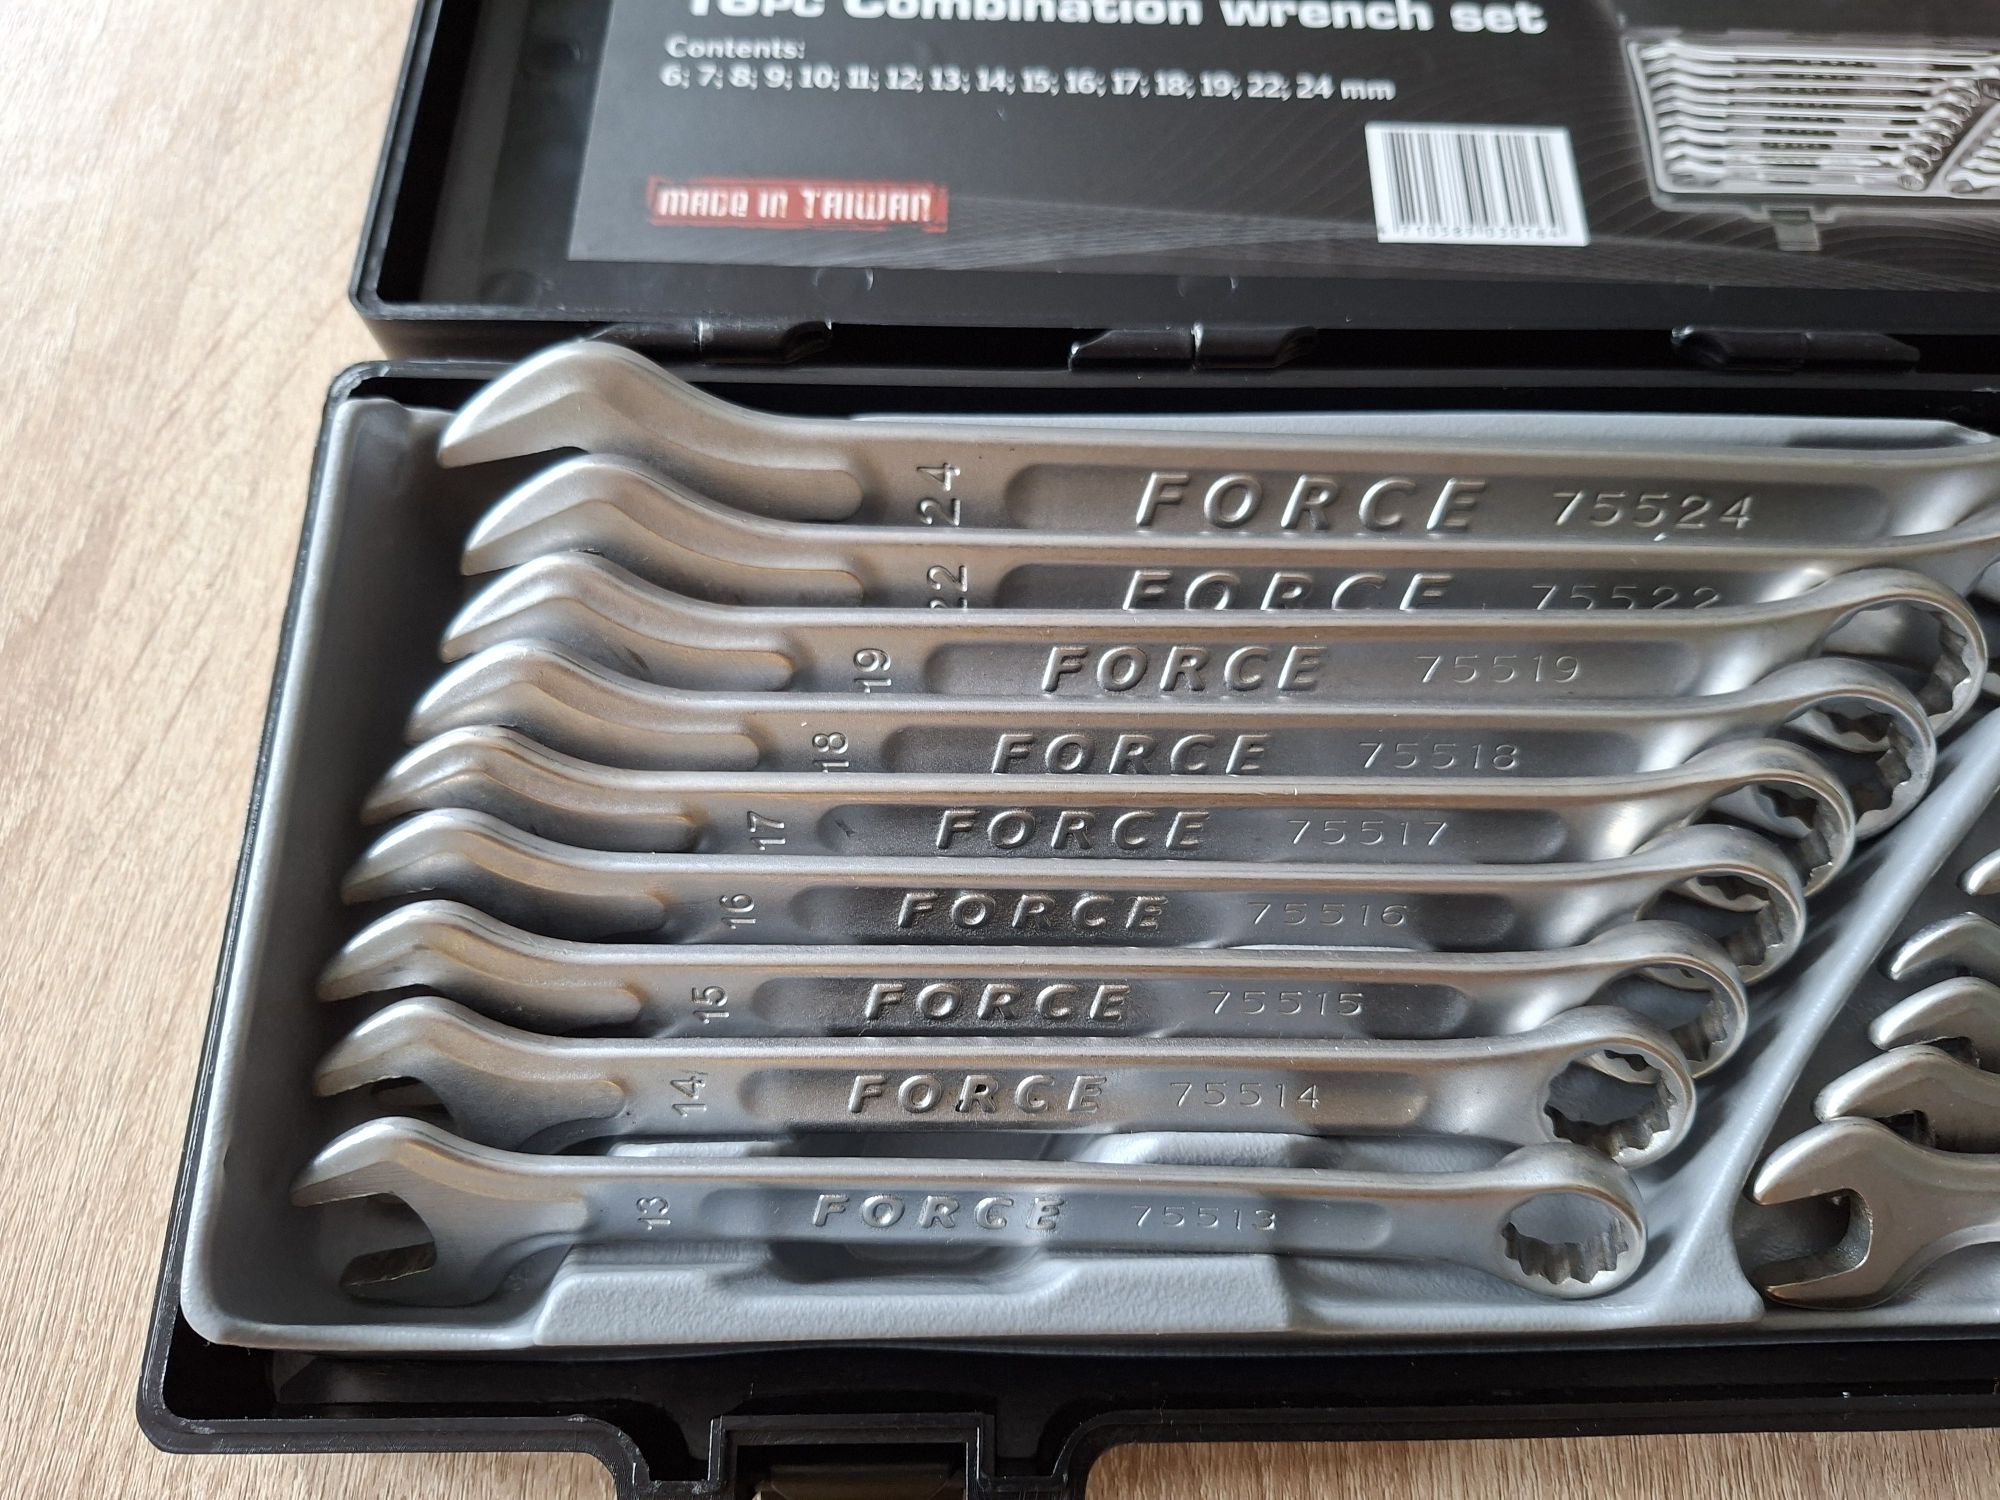 16pc Combination wrench set
Contents:
6; 7; 8; 9; 10; 11; 12; 13; 14; 15; 16; 17; 18; 19; 22; 24 mm
MADE IN TAIWAN
24 FORCE 75524
22 FORCE 75522
19 FORCE 75519
18 FORCE 75518
17 FORCE 75517
16 FORCE 75516
15 FORCE 75515
14 FORCE 75514
13 FORCE 75513